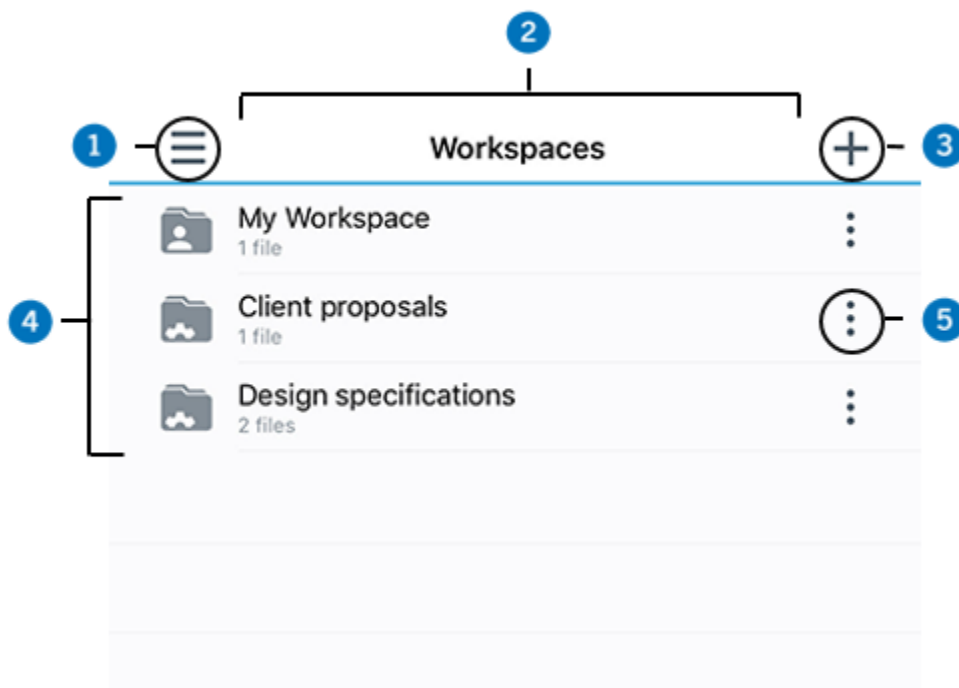 2
1
Workspaces
3
My Workspace
1 file
4
Client proposals
1 file
5
Design specifications
2 files